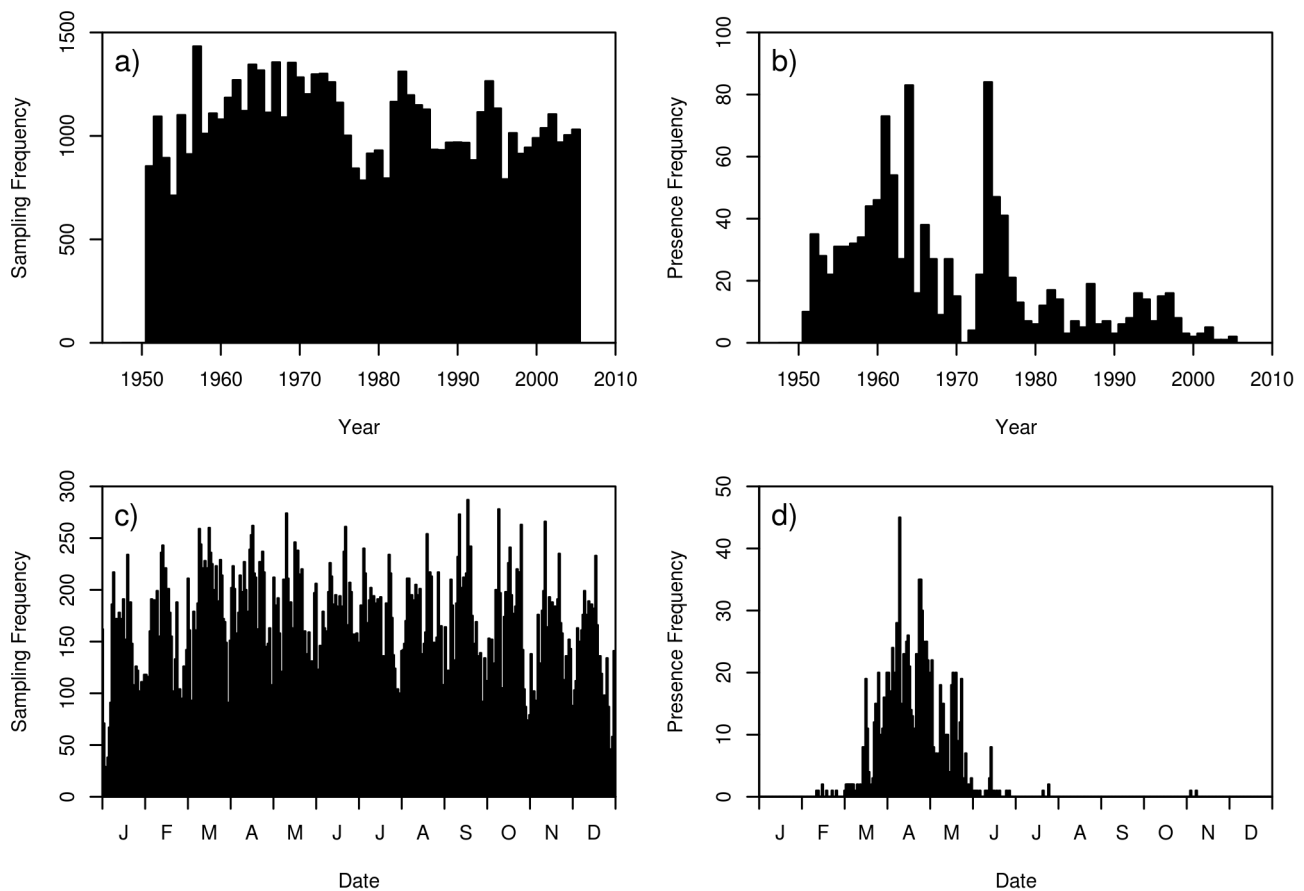 a)
Sampling Frequency
0 500 1000 1500
1950 1960 1970 1980 1990 2000 2010
Year
b)
Presence Frequency
0 20 40 60 80 100
1950 1960 1970 1980 1990 2000 2010
Year
c)
Sampling Frequency
0 50 100 150 200 250 300
J F M A M J J A S O N D
Date
d)
Presence Frequency
0 10 20 30 40 50
J F M A M J J A S O N D
Date